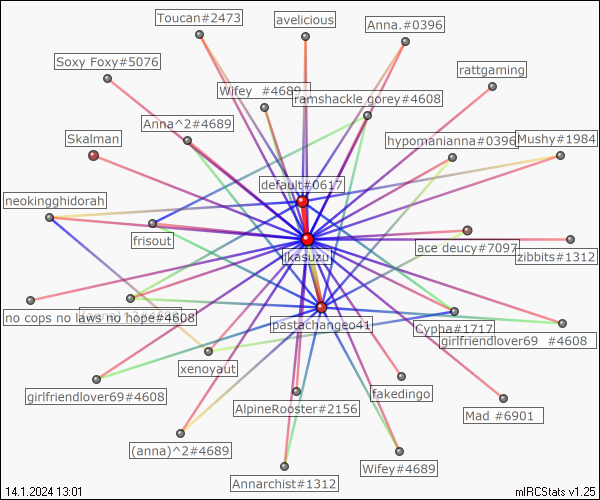 Toucan#2473
avelicious
Anna.#0396
Soxy Foxy#5076
rattgaming
Wifey  #4689
ramshackle gorey#4608
Anna^2#4689
Skalman
hypomanianna#0396
Mushy#1984
default#0617
neokingghidorah
frisout
ikasuzu
ace deucy#7097
zibbits#1312
no cops no laws no hope#4608
pastachangeo41
Cypha#1717
girlfriendlover69  #4608
xenoyaut
girlfriendlover69#4608
fakedingo
AlpineRooster#2156
Mad #6901
(anna)^2#4689
Wifey#4689
Annarchist#1312
14.1.2024 13:01
mIRCStats v1.25